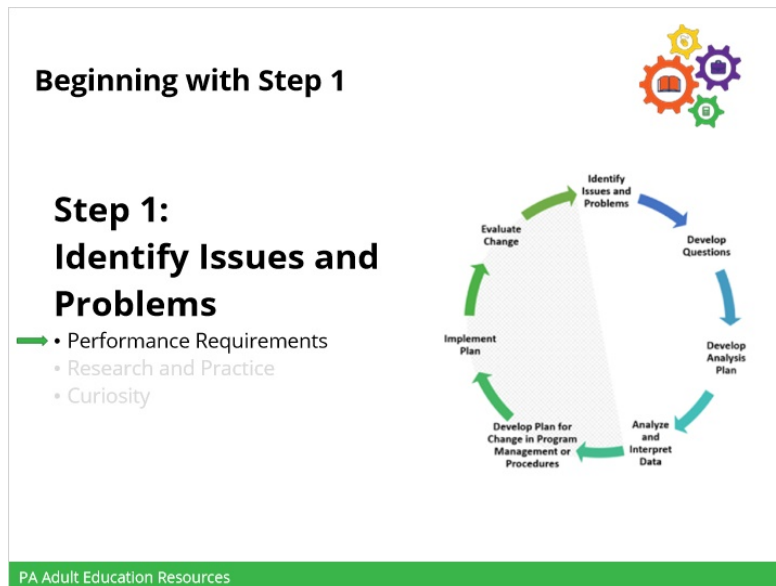 Beginning with Step 1
Step 1:
Identify Issues and
Problems
• Performance Requirements
• Research and Practice
• Curiosity
Identify
Issues and
Problems
Develop
Questions
Develop
Analysis
Plan
Analyze
and
Interpret
Data
Develop Plan for
Change in Program
Management or
Procedures
Implement
Plan
Evaluate
Change
PA Adult Education Resources